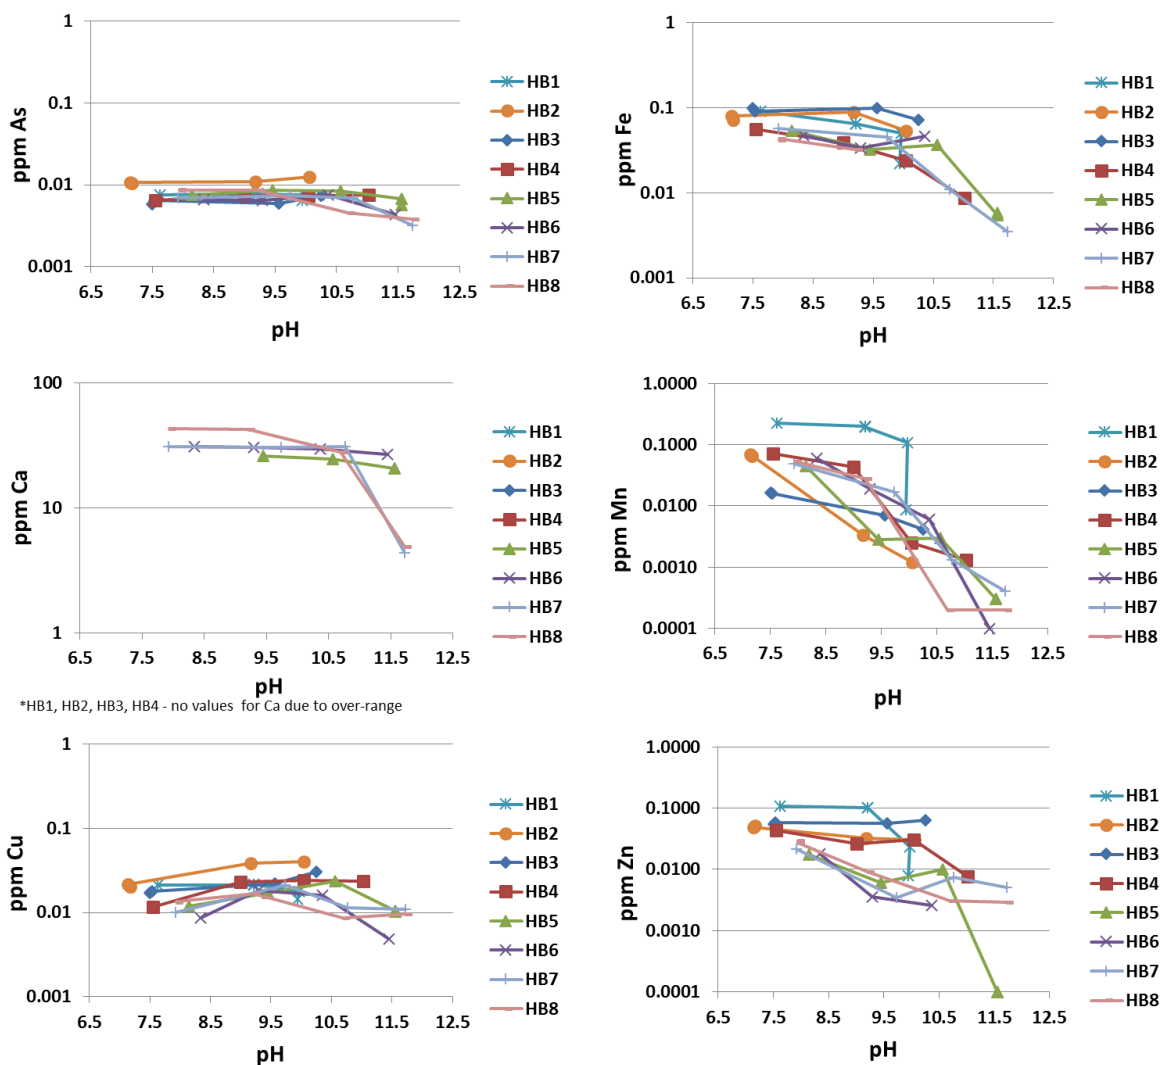 1
0.1
0.01
0.001
ppm As
6.5 7.5 8.5 9.5 10.5 11.5 12.5
pH
HB1
HB2
HB3
HB4
HB5
HB6
HB7
HB8
1
0.1
0.01
0.001
ppm Fe
6.5 7.5 8.5 9.5 10.5 11.5 12.5
pH
HB1
HB2
HB3
HB4
HB5
HB6
HB7
HB8
100
10
1
ppm Ca
6.5 7.5 8.5 9.5 10.5 11.5 12.5
pH
HB1
HB2
HB3
HB4
HB5
HB6
HB7
HB8
*HB1, HB2, HB3, HB4 - no values for Ca due to over-range
1.0000
0.1000
0.0100
0.0010
0.0001
ppm Mn
6.5 7.5 8.5 9.5 10.5 11.5 12.5
pH
HB1
HB2
HB3
HB4
HB5
HB6
HB7
HB8
1
0.1
0.01
0.001
ppm Cu
6.5 7.5 8.5 9.5 10.5 11.5 12.5
pH
HB1
HB2
HB3
HB4
HB5
HB6
HB7
HB8
1.0000
0.1000
0.0100
0.0010
0.0001
ppm Zn
6.5 7.5 8.5 9.5 10.5 11.5 12.5
pH
HB1
HB2
HB3
HB4
HB5
HB6
HB7
HB8